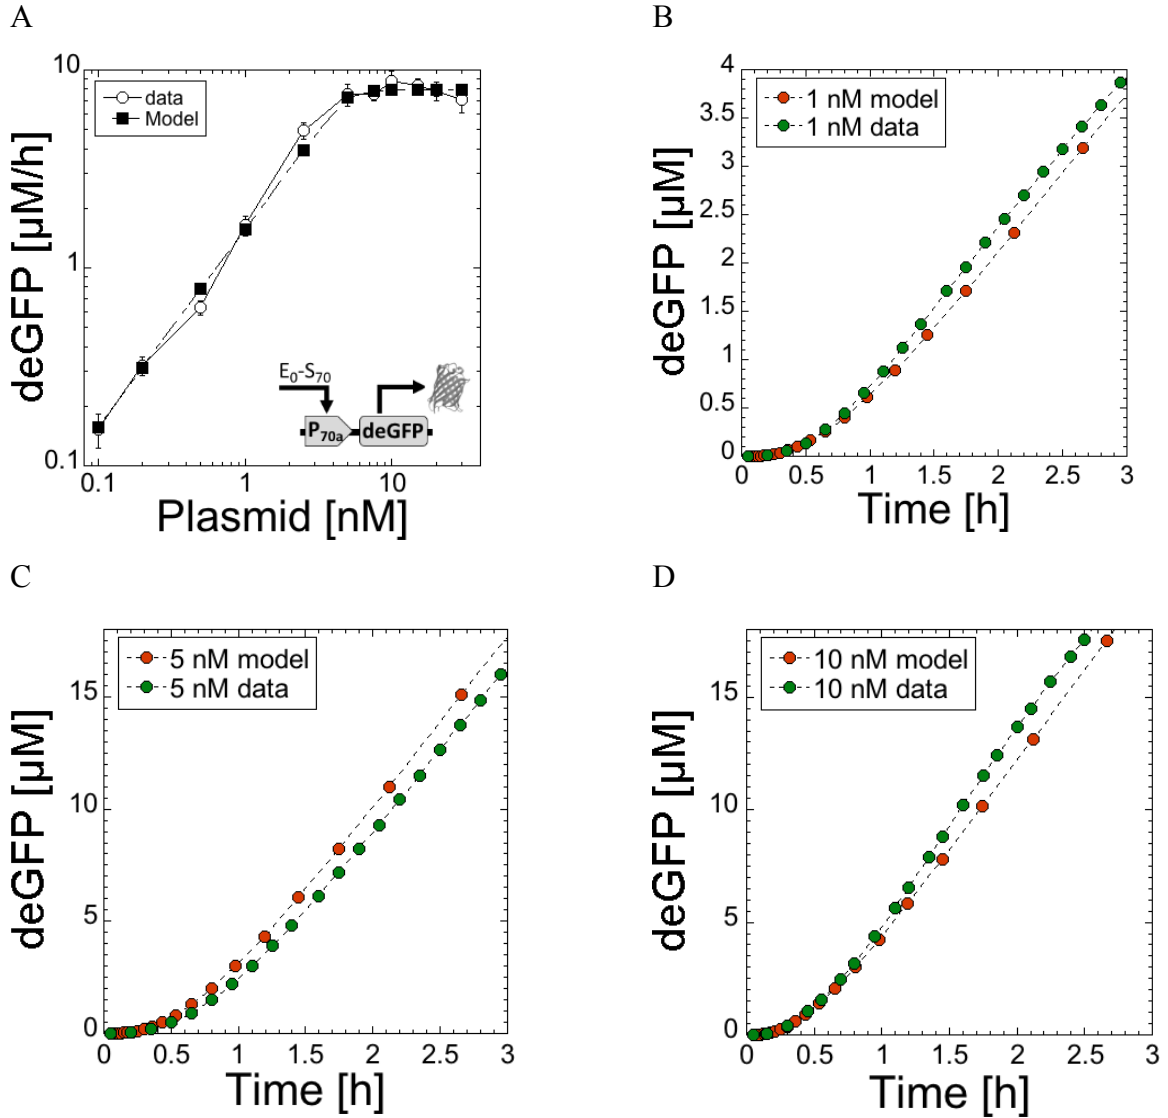 A
B
10
1
0.1
deGFP [µM/h]
data
Model
E0-S70
P70a
deGFP
0.1
1
10
Plasmid [nM]
4
3.5
3
2.5
2
1.5
1
0.5
0
deGFP [µM]
1 nM model
1 nM data
0
0.5
1
1.5
2
2.5
3
Time [h]
C
D
15
10
5
0
deGFP [µM]
5 nM model
5 nM data
0
0.5
1
1.5
2
2.5
3
Time [h]
15
10
5
0
deGFP [µM]
10 nM model
10 nM data
0
0.5
1
1.5
2
2.5
3
Time [h]